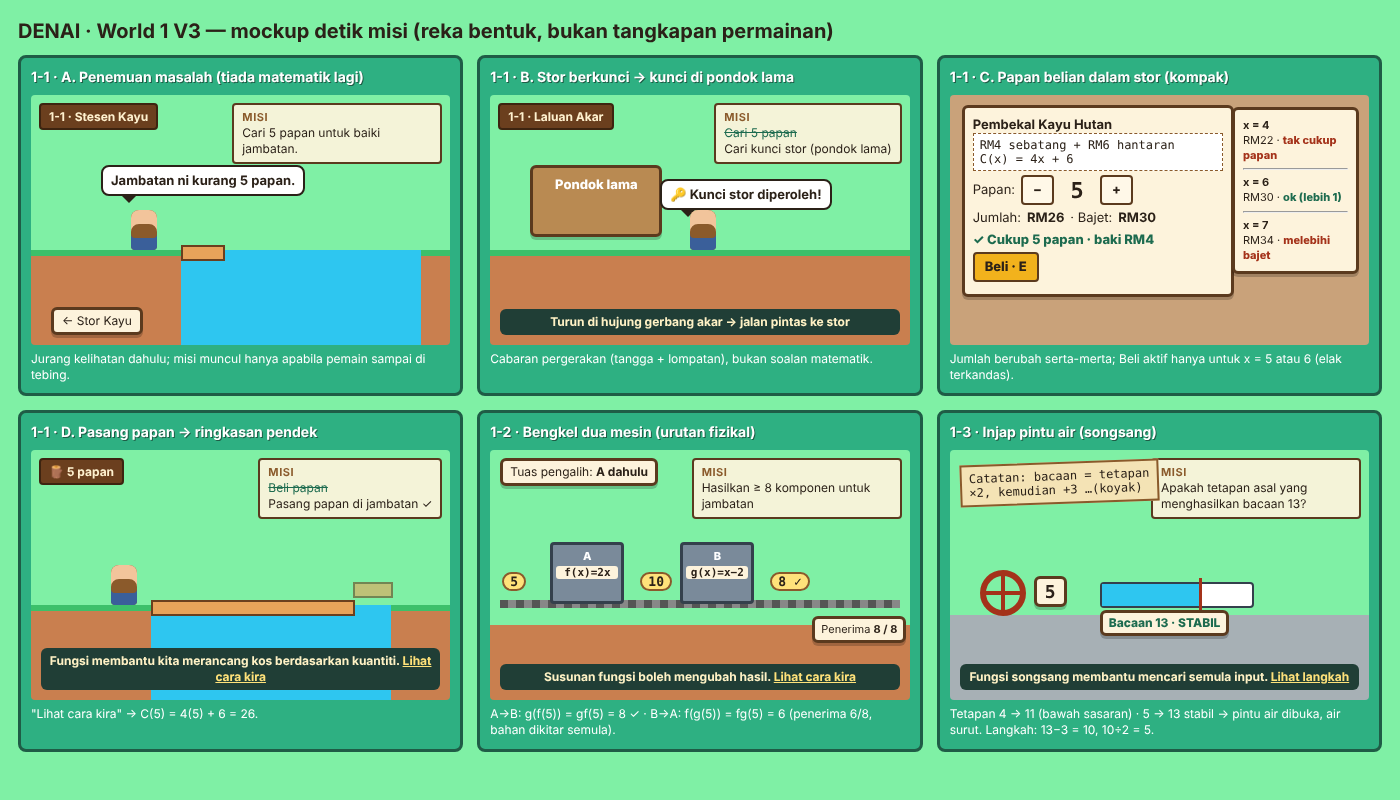 DENAI · World 1 V3 — mockup detik misi (reka bentuk, bukan tangkapan permainan)
1-1 · A. Penemuan masalah (tiada matematik lagi)
1-1 · Stesen Kayu
MISI
Cari 5 papan untuk baiki
jambatan.
Jambatan ni kurang 5 papan.
← Stor Kayu
Jurang kelihatan dahulu; misi muncul hanya apabila pemain sampai di
tebing.
1-1 · B. Stor berkunci → kunci di pondok lama
1-1 · Laluan Akar
MISI
Cari 5 papan
Cari kunci stor (pondok lama)
Pondok lama
🔑 Kunci stor diperoleh!
Turun di hujung gerbang akar → jalan pintas ke stor
Cabaran pergerakan (tangga + lompatan), bukan soalan matematik.
1-1 · C. Papan belian dalam stor (kompak)
Pembekal Kayu Hutan
RM4 sebatang + RM6 hantaran
C(x) = 4x + 6
Papan: − 5 +
Jumlah: RM26 · Bajet: RM30
✓ Cukup 5 papan · baki RM4
Beli · E
x = 4
RM22 · tak cukup
papan
x = 6
RM30 · ok (lebih 1)
x = 7
RM34 · melebihi
bajet
Jumlah berubah serta-merta; Beli aktif hanya untuk x = 5 atau 6 (elak
terkandas).
1-1 · D. Pasang papan → ringkasan pendek
🪵 5 papan
MISI
Beli papan
Pasang papan di jambatan ✓
Fungsi membantu kita merancang kos berdasarkan kuantiti. Lihat
cara kira
"Lihat cara kira" → C(5) = 4(5) + 6 = 26.
1-2 · Bengkel dua mesin (urutan fizikal)
Tuas pengalih: A dahulu
MISI
Hasilkan ≥ 8 komponen untuk
jambatan
5
A
f(x)=2x
10
B
g(x)=x−2
8 ✓
Penerima 8 / 8
Susunan fungsi boleh mengubah hasil. Lihat cara kira
A→B: g(f(5)) = gf(5) = 8 ✓ · B→A: f(g(5)) = fg(5) = 6 (penerima 6/8,
bahan dikitar semula).
1-3 · Injap pintu air (songsang)
Catatan: bacaan = tetapan
×2, kemudian +3 …(koyak)
MISI
Apakah tetapan asal yang
menghasilkan bacaan 13?
5
Bacaan 13 · STABIL
Fungsi songsang membantu mencari semula input. Lihat langkah
Tetapan 4 → 11 (bawah sasaran) · 5 → 13 stabil → pintu air dibuka, air
surut. Langkah: 13−3 = 10, 10÷2 = 5.